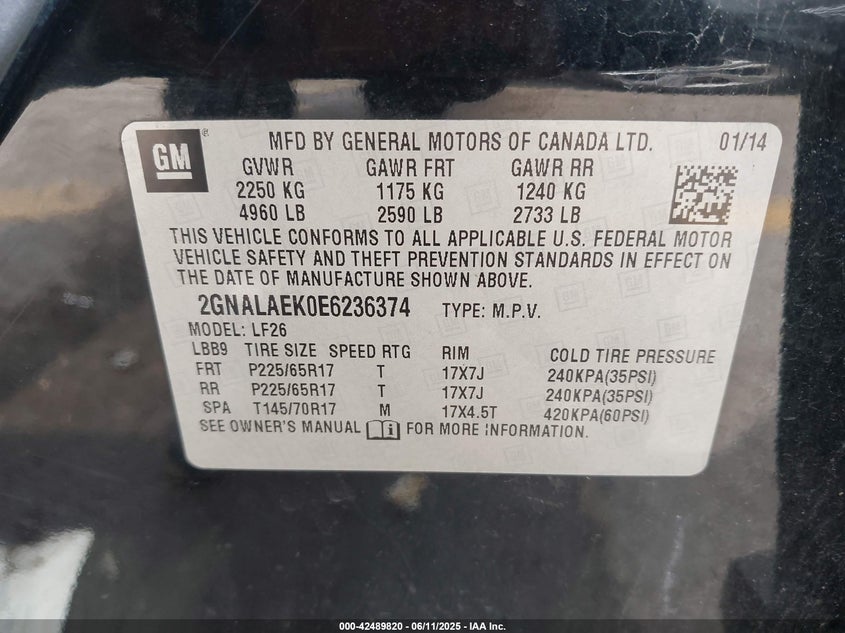 GM ® MFD BY GENERAL MOTORS OF CANADA LTD. 01/14
GVWR GAWR FRT GAWR RR
2250 KG 1175 KG 1240 KG
4960 LB 2590 LB 2733 LB
THIS VEHICLE CONFORMS TO ALL APPLICABLE U.S. FEDERAL MOTOR
VEHICLE SAFETY AND THEFT PREVENTION STANDARDS IN EFFECT ON
THE DATE OF MANUFACTURE SHOWN ABOVE.
2GNALAEK0E6236374 TYPE: M.P.V.
MODEL: LF26
LBB9 TIRE SIZE SPEED RTG RIM COLD TIRE PRESSURE
FRT P225/65R17 T 17X7J 240KPA(35PSI)
RR P225/65R17 T 17X7J 240KPA(35PSI)
SPA T145/70R17 M 17X4.5T 420KPA(60PSI)
SEE OWNER'S MANUAL FOR MORE INFORMATION.
000-42489820 - 06/11/2025 - IAA Inc.